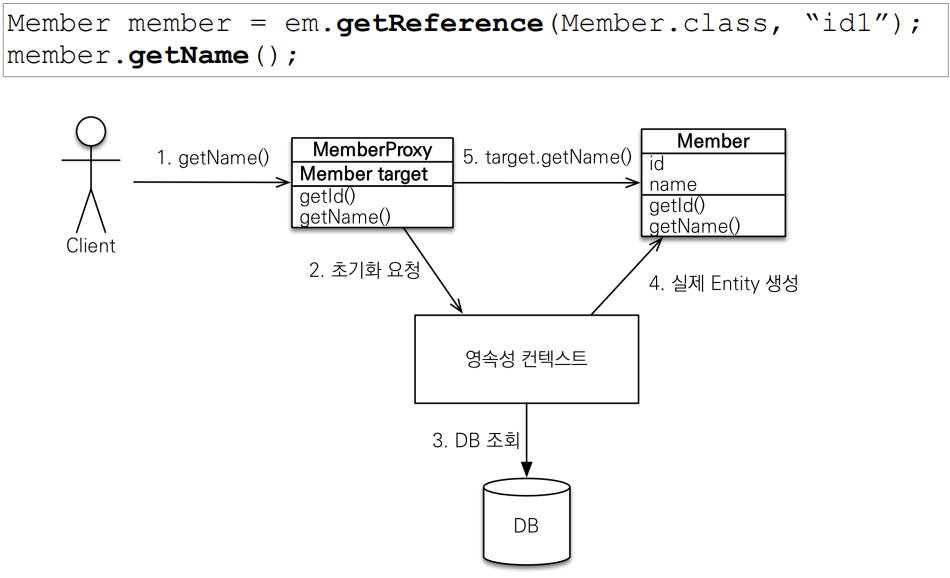 Member member = em.getReference(Member.class, “id1”);
member.getName();
1. getName()
MemberProxy
Member target
getId()
getName()
5. target.getName()
Member
id
name
getId()
getName()
Client
2. 초기화 요청
4. 실제 Entity 생성
영속성 컨텍스트
3. DB 조회
DB